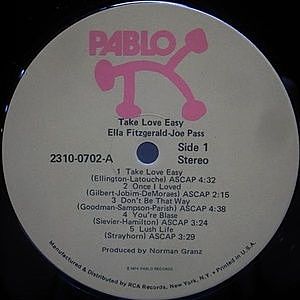 PABLO
Take Love Easy
Ella Fitzgerald-Joe Pass
Side 1
2310-0702-A
Stereo
1 Take Love Easy
(Ellington-Latouche) ASCAP 4:32
2 Once I Loved
(Gilbert-Jobim-DeMoraes) ASCAP 2:15
3 Don't Be That Way
(Goodman-Sampson-Parish) ASCAP 4:38
4 You're Blase
(Sievier-Hamilton) ASCAP 3:24
5 Lush Life
(Strayhorn) ASCAP 3:29
Produced by Norman Granz
© 1974 PABLO RECORDS
Manufactured & Distributed by RCA Records, New York, N.Y. • Printed in U.S.A.